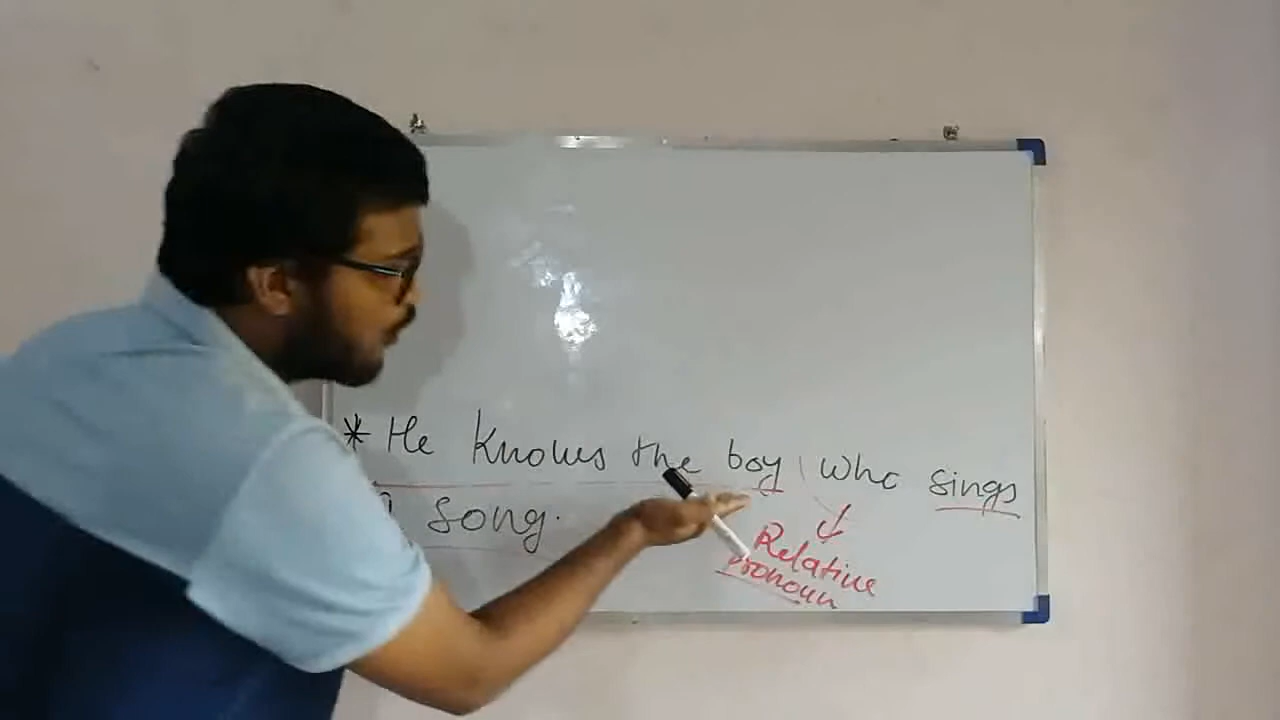 * He knows the boy who sings
song.
Relative
pronoun